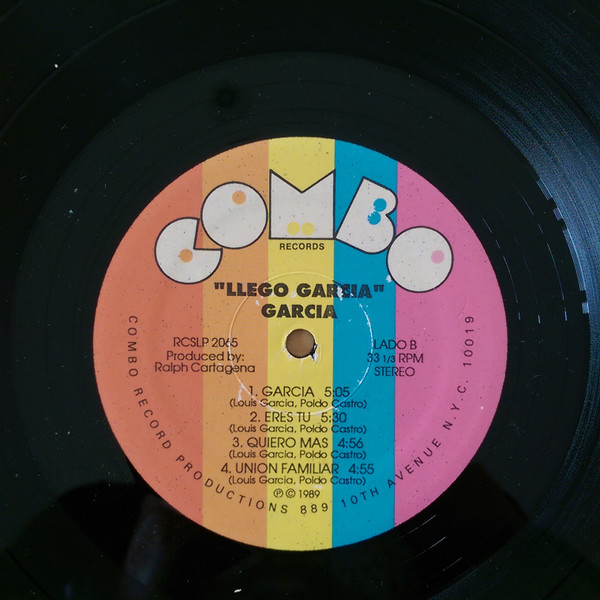 COMBO
RECORDS
"LLEGO GARCIA"
GARCIA
RCSLP 2065
Produced by:
Ralph Cartagena
LADO B
33 1/3 RPM
STEREO
1. GARCIA 5:05
(Louis Garcia, Poldo Castro)
2. ERES TU 5:30
(Louis Garcia, Poldo Castro)
3. QUIERO MAS 4:56
(Louis Garcia, Poldo Castro)
4. UNION FAMILIAR 4:55
(Louis Garcia, Poldo Castro)
℗ © 1989
COMBO RECORD PRODUCTIONS 889 10TH AVENUE N.Y.C. 10019